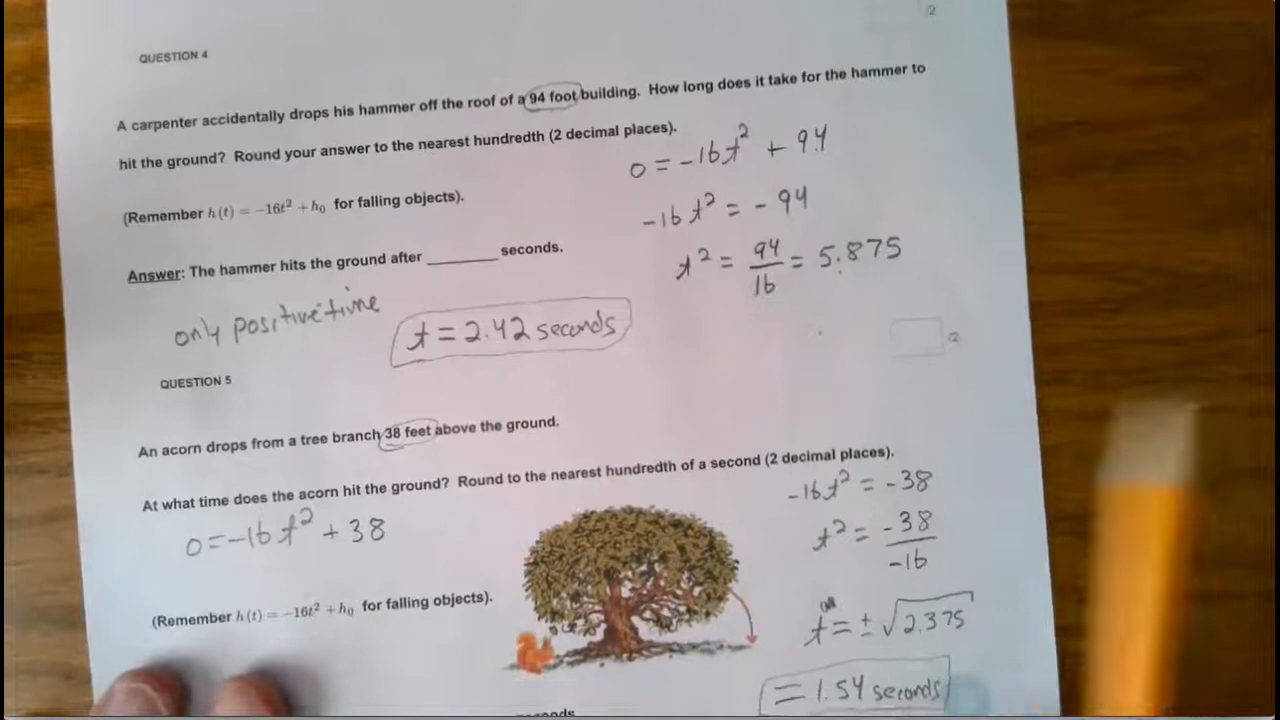 2
QUESTION 4
A carpenter accidentally drops his hammer off the roof of a 94 foot building. How long does it take for the hammer to
hit the ground? Round your answer to the nearest hundredth (2 decimal places).
0 = -16t² + 94
(Remember h(t) = -16t² + h₀ for falling objects).
-16t² = -94
Answer: The hammer hits the ground after ______ seconds.
t² = 94/16 = 5.875
only positive time
t = 2.42 seconds
2
QUESTION 5
An acorn drops from a tree branch 38 feet above the ground.
At what time does the acorn hit the ground? Round to the nearest hundredth of a second (2 decimal places).
-16t² = -38
0 = -16t² + 38
t² = -38/-16
(Remember h(t) = -16t² + h₀ for falling objects).
t = ±√2.375
= 1.54 seconds